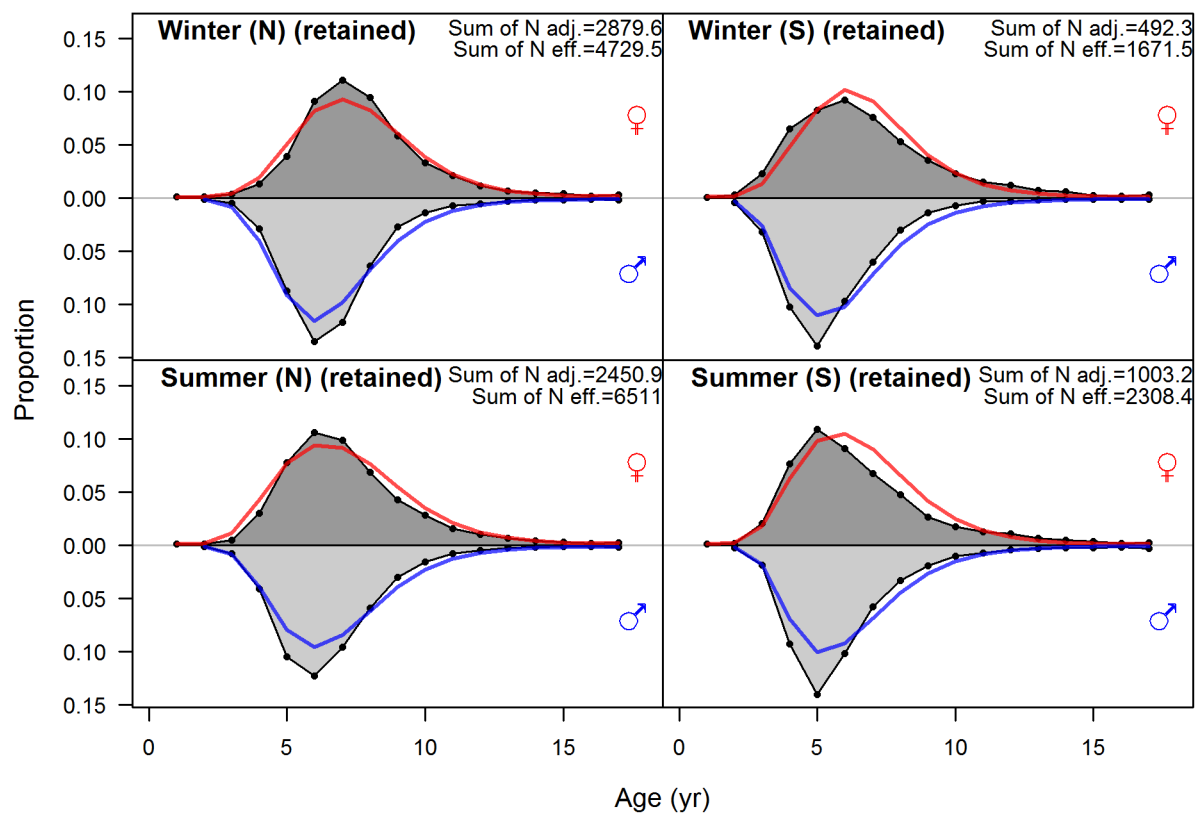 Winter (N) (retained)
Sum of N adj.=2879.6
Sum of N eff.=4729.5
Winter (S) (retained)
Sum of N adj.=492.3
Sum of N eff.=1671.5
0.15
0.10
0.05
0.00
0.05
0.10
0.15
♀
♂
♀
♂
Summer (N) (retained)
Sum of N adj.=2450.9
Sum of N eff.=6511
Summer (S) (retained)
Sum of N adj.=1003.2
Sum of N eff.=2308.4
0.15
0.10
0.05
0.00
0.05
0.10
0.15
♀
♂
♀
♂
Proportion
0 5 10 15 0 5 10 15
Age (yr)